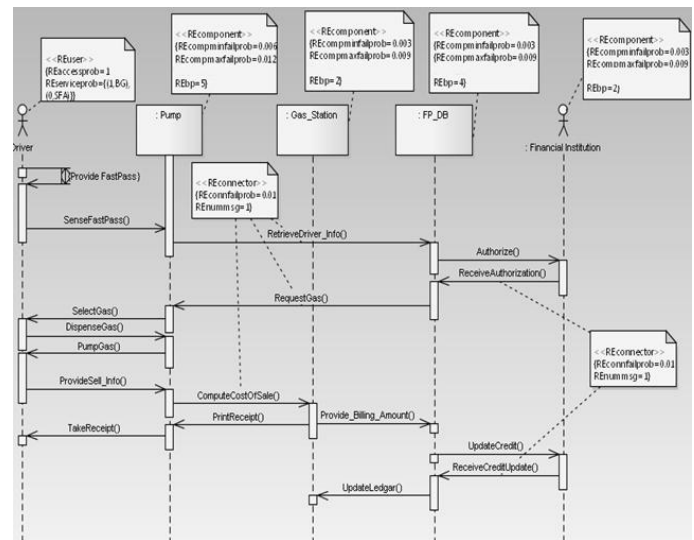 <<REuser>>
{REaccessprob=1
REserviceprob={(1,BG),
(0,SFA)}}
<<REcomponent>>
{REcompminfailprob=0.006
REcompmaxfailprob=0.012
REbp=5}
<<REcomponent>>
{REcompminfailprob=0.003
REcompmaxfailprob=0.009
REbp=2}
<<REcomponent>>
{REcompminfailprob=0.003
REcompmaxfailprob=0.009
REbp=4}
<<REcomponent>>
{REcompminfailprob=0.003
REcompmaxfailprob=0.009
REbp=2}
Driver
: Pump
: Gas_Station
: FP_DB
: Financial Institution
{Provide FastPass}
<<REconnector>>
{REconnfailprob=0.01
REnummsg=1}
SenseFastPass()
RetrieveDriver_Info()
Authorize()
ReceiveAuthorization()
RequestGas()
SelectGas()
DispenseGas()
PumpGas()
<<REconnector>>
{REconnfailprob=0.01
REnummsg=1}
ProvideSell_Info()
ComputeCostOfSale()
PrintReceipt()
Provide_Billing_Amount()
TakeReceipt()
UpdateCredit()
ReceiveCreditUpdate()
UpdateLedgar()